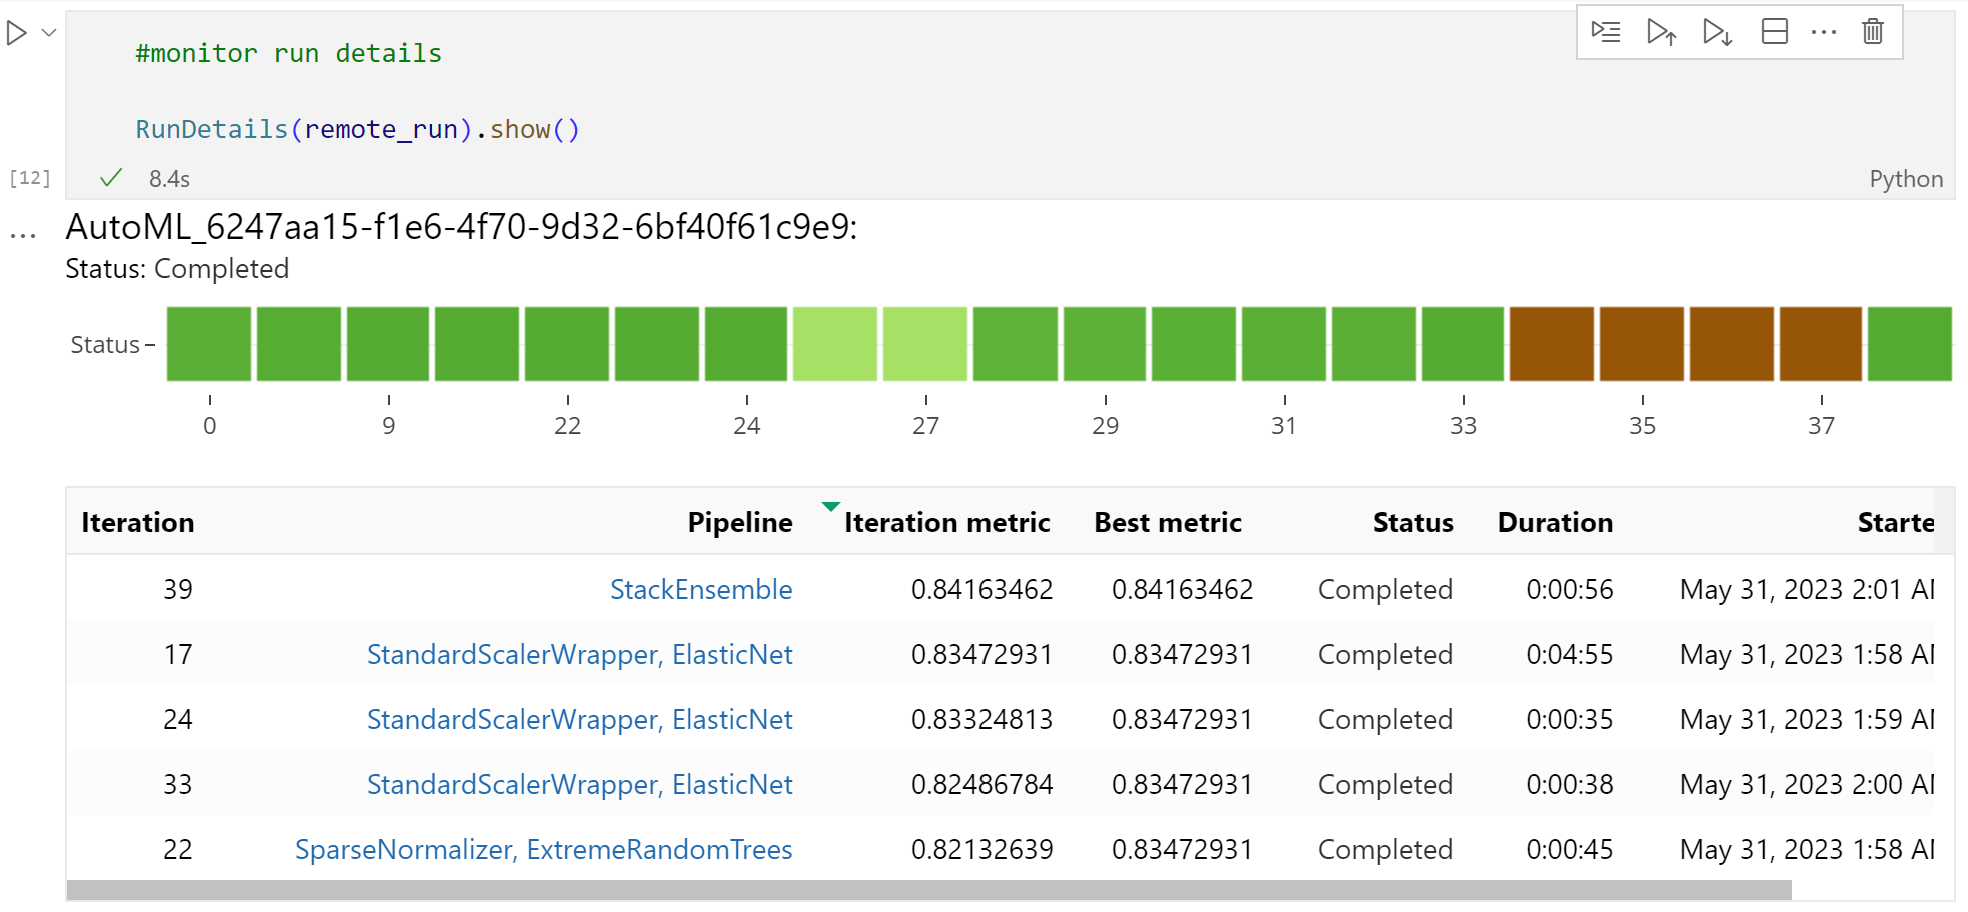 #monitor run details
RunDetails(remote_run).show()
[12] 8.4s Python
AutoML_6247aa15-f1e6-4f70-9d32-6bf40f61c9e9:
Status: Completed
Status
0 9 22 24 27 29 31 33 35 37
Iteration Pipeline Iteration metric Best metric Status Duration Starte
39 StackEnsemble 0.84163462 0.84163462 Completed 0:00:56 May 31, 2023 2:01 AM
17 StandardScalerWrapper, ElasticNet 0.83472931 0.83472931 Completed 0:04:55 May 31, 2023 1:58 AM
24 StandardScalerWrapper, ElasticNet 0.83324813 0.83472931 Completed 0:00:35 May 31, 2023 1:59 AM
33 StandardScalerWrapper, ElasticNet 0.82486784 0.83472931 Completed 0:00:38 May 31, 2023 2:00 AM
22 SparseNormalizer, ExtremeRandomTrees 0.82132639 0.83472931 Completed 0:00:45 May 31, 2023 1:58 AM